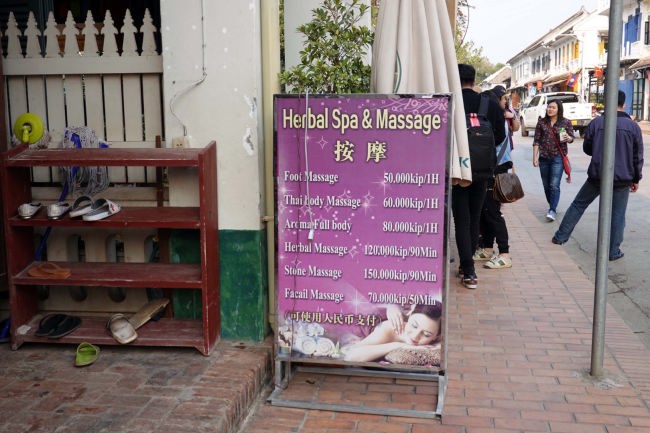 Herbal Spa & Massage
按摩
Foot Massage 50.000kip/1H
Thai body Massage 60.000kip/1H
Aroma Full body 80.000kip/1H
Herbal Massage 120.000kip/90Min
Stone Massage 150.000kip/90Min
Facail Massage 70.000kip/50Min
(可使用人民币支付)